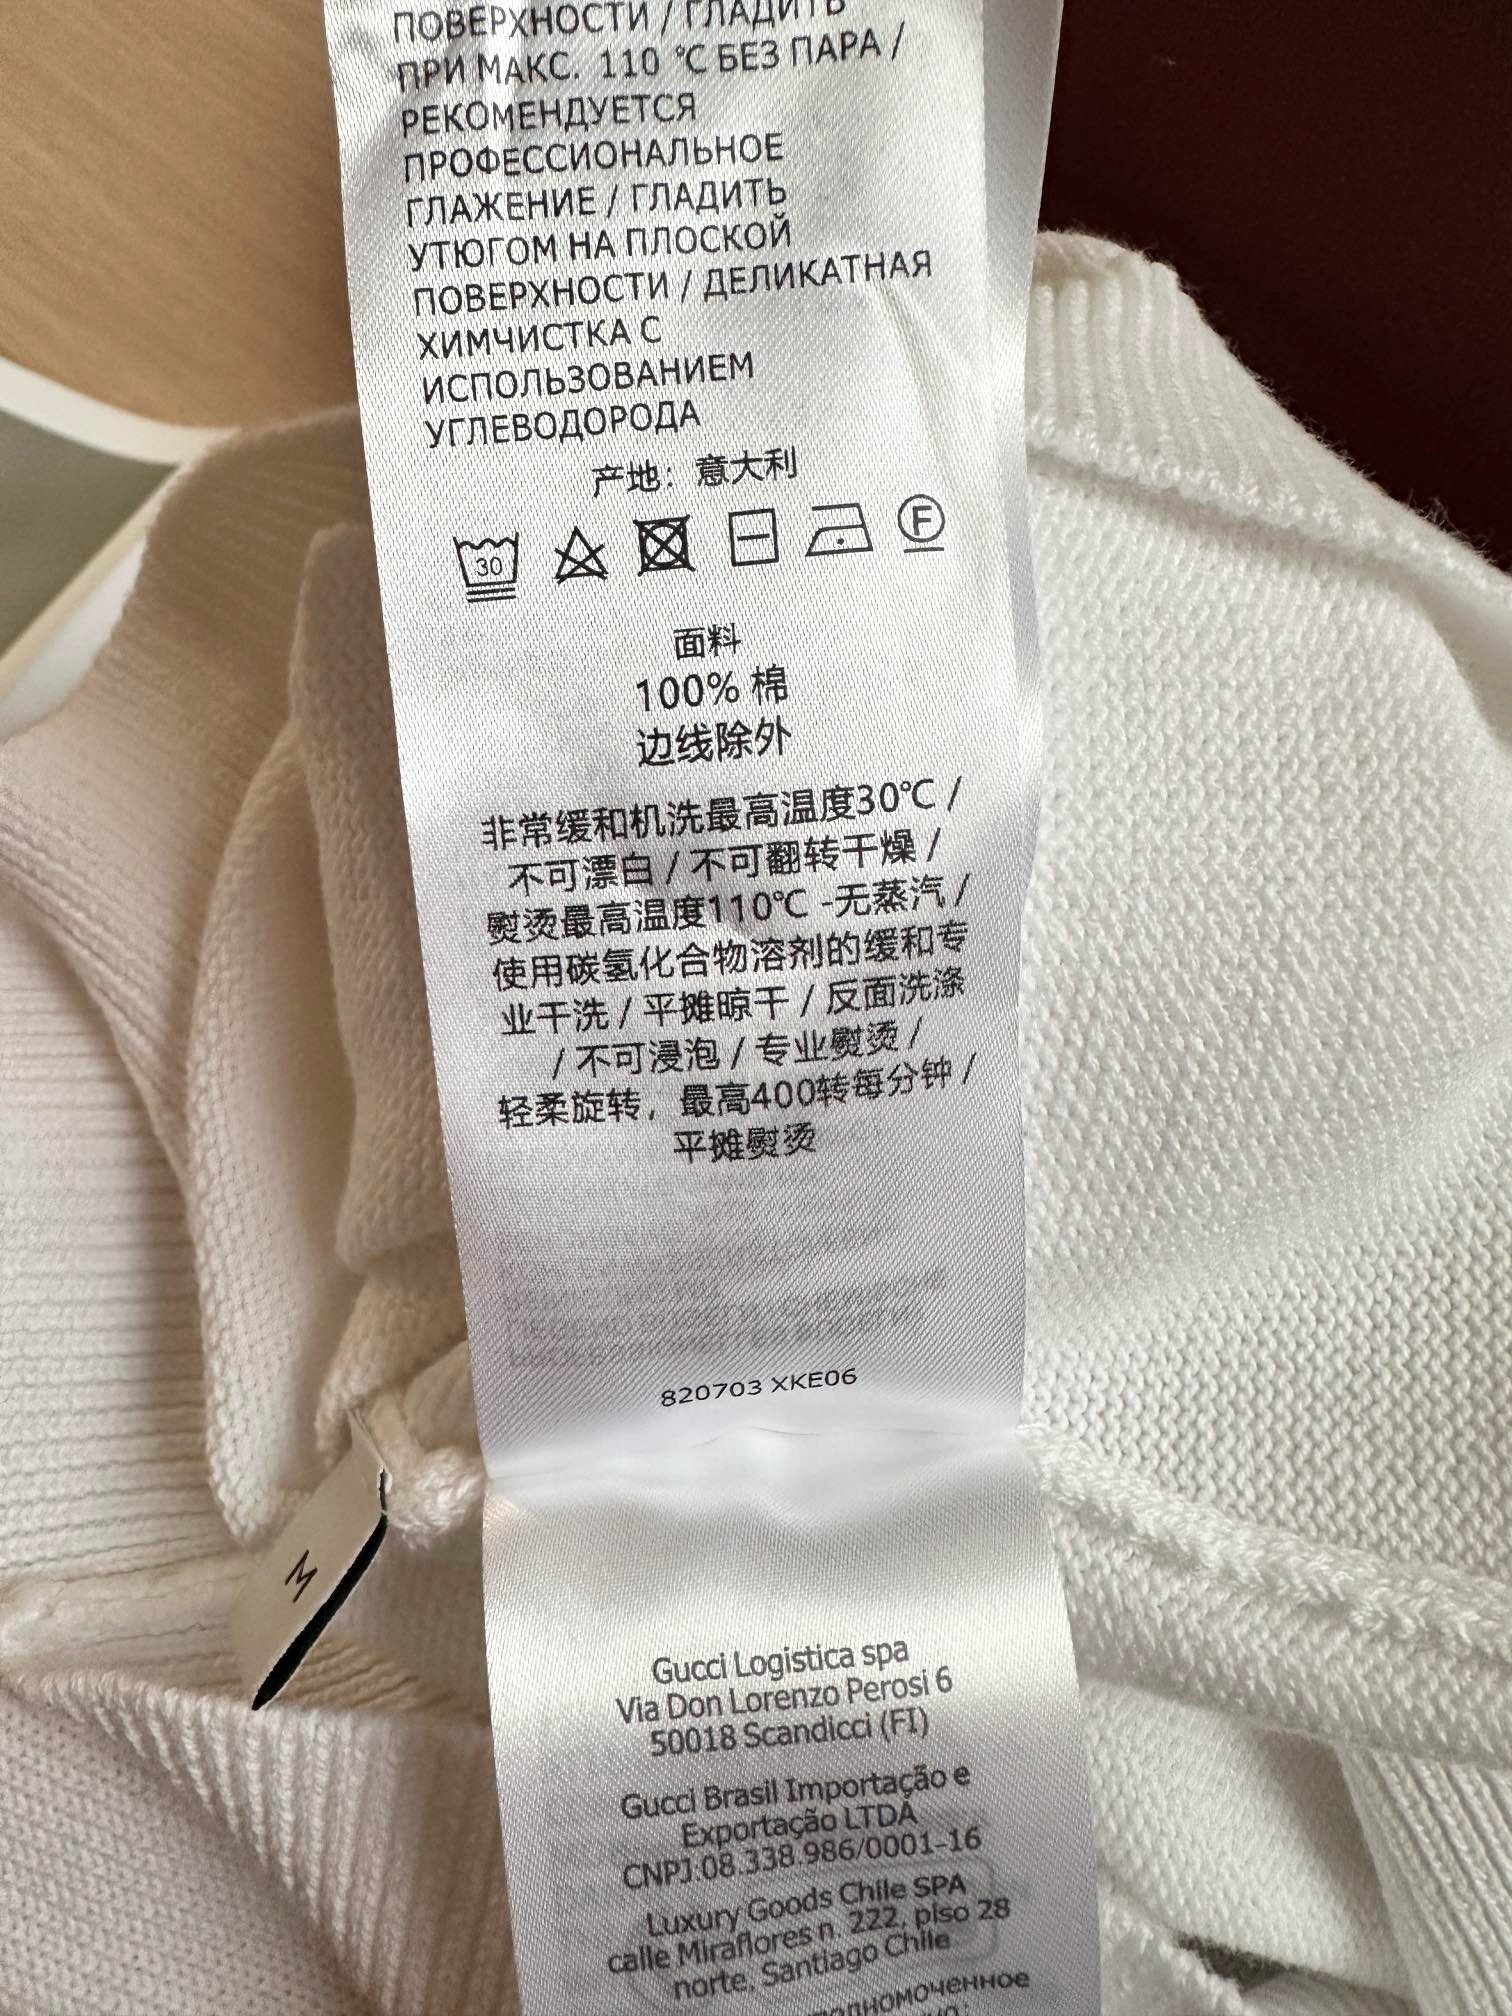 ПОВЕРХНОСТИ / ГЛАДИТЬ
ПРИ МАКС. 110 °C БЕЗ ПАРА /
РЕКОМЕНДУЕТСЯ
ПРОФЕССИОНАЛЬНОЕ
ГЛАЖЕНИЕ / ГЛАДИТЬ
УТЮГОМ НА ПЛОСКОЙ
ПОВЕРХНОСТИ / ДЕЛИКАТНАЯ
ХИМЧИСТКА С
ИСПОЛЬЗОВАНИЕМ
УГЛЕВОДОРОДА
产地：意大利
30
F
面料
100% 棉
边线除外
非常缓和机洗最高温度30℃ /
不可漂白 / 不可翻转干燥 /
熨烫最高温度110℃ -无蒸汽 /
使用碳氢化合物溶剂的缓和专
业干洗 / 平摊晾干 / 反面洗涤
/ 不可浸泡 / 专业熨烫 /
轻柔旋转，最高400转每分钟 /
平摊熨烫
820703 XKE06
M
Gucci Logistica spa
Via Don Lorenzo Perosi 6
50018 Scandicci (FI)
Gucci Brasil Importação e
Exportação LTDA
CNPJ.08.338.986/0001-16
Luxury Goods Chile SPA
calle Miraflores n. 222, piso 28
norte, Santiago Chile